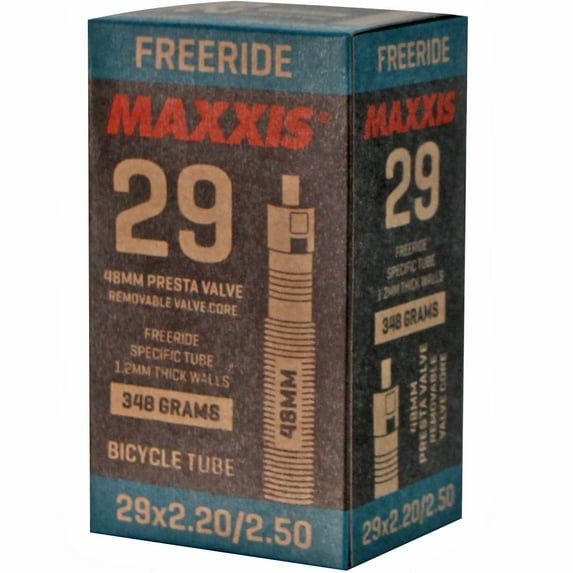 FREERIDE
MAXXIS®
29
48MM PRESTA VALVE
REMOVABLE VALVE CORE
FREERIDE
SPECIFIC TUBE
1.2MM THICK WALLS
348 GRAMS
48MM
BICYCLE TUBE
29x2.20/2.50
FREERIDE
MAXXIS
29
FREERIDE
SPECIFIC TUBE
1.2MM THICK WALLS
348 GRAMS
48MM
PRESTA VALVE
REMOVABLE
VALVE CORE
29x2.20/2.50